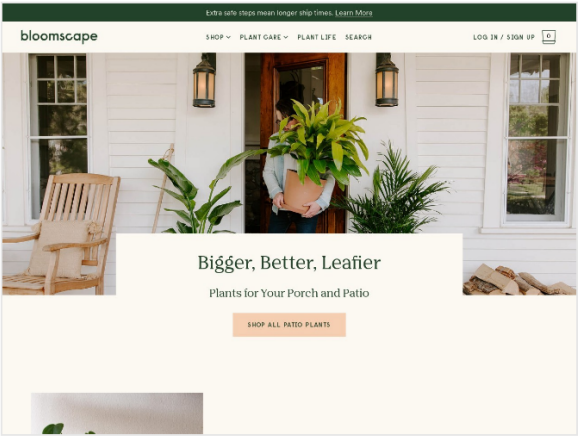 Extra safe steps mean longer ship times. Learn More
bloomscape
SHOP PLANT CARE PLANT LIFE SEARCH
LOG IN / SIGN UP 0
Bigger, Better, Leafier
Plants for Your Porch and Patio
SHOP ALL PATIO PLANTS